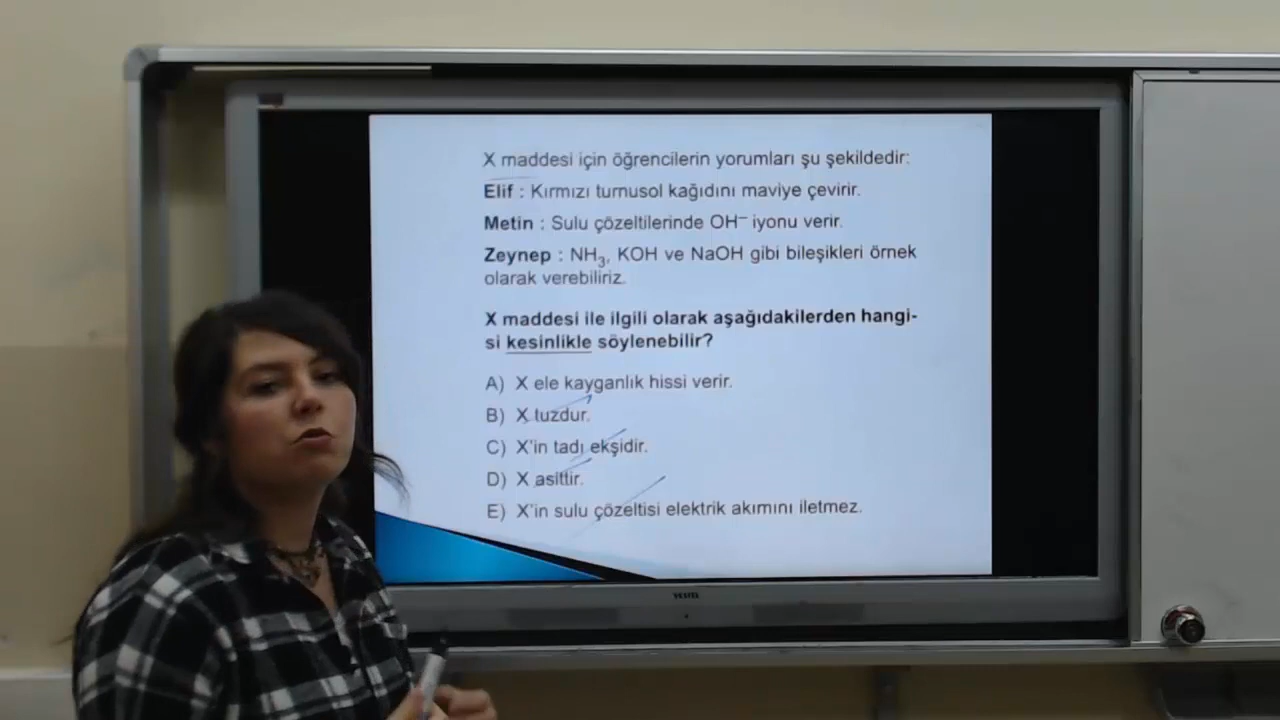 X maddesi için öğrencilerin yorumları şu şekildedir:
Elif : Kırmızı turnusol kağıdını maviye çevirir.
Metin : Sulu çözeltilerinde OH⁻ iyonu verir.
Zeynep : NH₃, KOH ve NaOH gibi bileşikleri örnek
olarak verebiliriz.
X maddesi ile ilgili olarak aşağıdakilerden hangi-
si kesinlikle söylenebilir?
A) X ele kayganlık hissi verir.
B) X tuzdur.
C) X'in tadı ekşidir.
D) X asittir.
E) X'in sulu çözeltisi elektrik akımını iletmez.